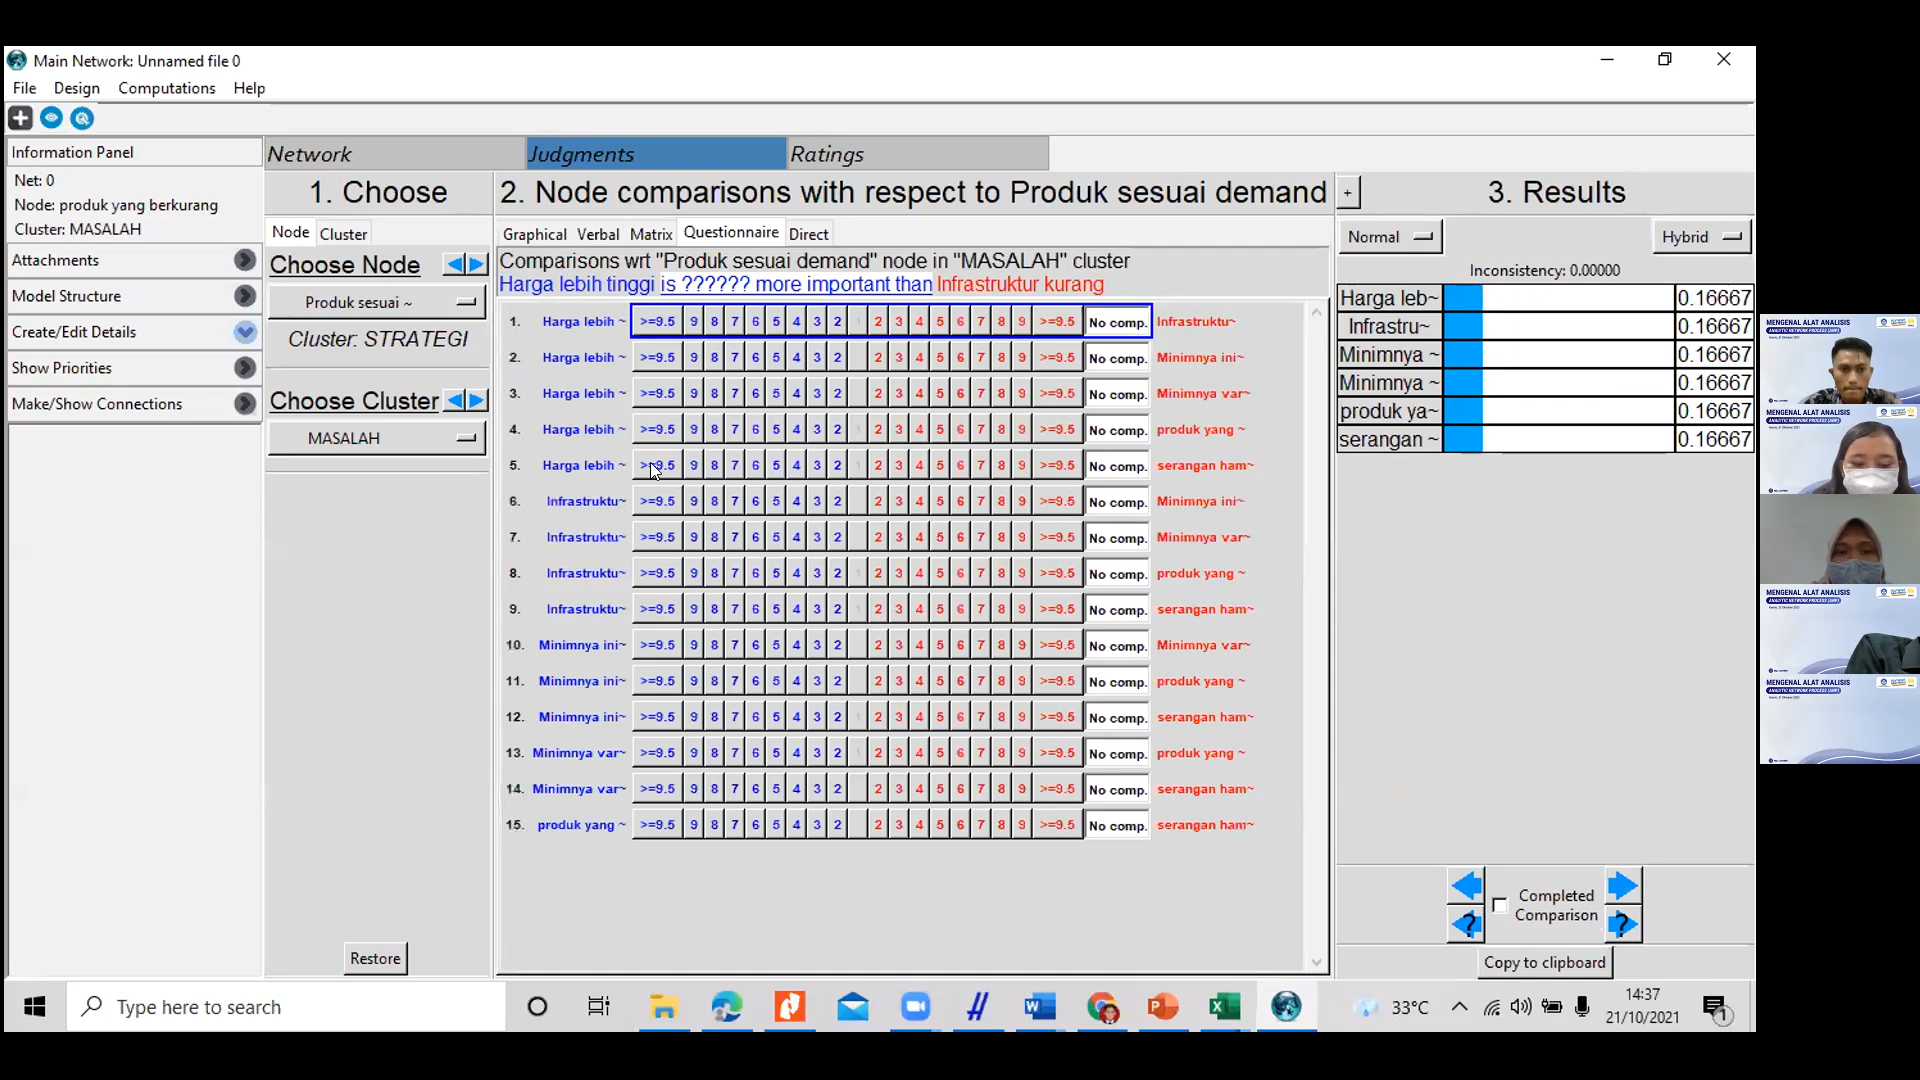 Main Network: Unnamed file 0
File Design Computations Help
Information Panel
Net: 0
Node: produk yang berkurang
Cluster: MASALAH
Attachments
Model Structure
Create/Edit Details
Show Priorities
Make/Show Connections
Network Judgments Ratings
1. Choose
Node Cluster
Choose Node
Produk sesuai ~
Cluster: STRATEGI
Choose Cluster
MASALAH
Restore
2. Node comparisons with respect to Produk sesuai demand
Graphical Verbal Matrix Questionnaire Direct
Comparisons wrt "Produk sesuai demand" node in "MASALAH" cluster
Harga lebih tinggi is ?????? more important than Infrastruktur kurang
1. Harga lebih ~ >=9.5 9 8 7 6 5 4 3 2 1 2 3 4 5 6 7 8 9 >=9.5 No comp. Infrastruktu~
2. Harga lebih ~ >=9.5 9 8 7 6 5 4 3 2 2 3 4 5 6 7 8 9 >=9.5 No comp. Minimnya ini~
3. Harga lebih ~ >=9.5 9 8 7 6 5 4 3 2 1 2 3 4 5 6 7 8 9 >=9.5 No comp. Minimnya var~
4. Harga lebih ~ >=9.5 9 8 7 6 5 4 3 2 1 2 3 4 5 6 7 8 9 >=9.5 No comp. produk yang ~
5. Harga lebih ~ >=9.5 9 8 7 6 5 4 3 2 1 2 3 4 5 6 7 8 9 >=9.5 No comp. serangan ham~
6. Infrastruktu~ >=9.5 9 8 7 6 5 4 3 2 2 3 4 5 6 7 8 9 >=9.5 No comp. Minimnya ini~
7. Infrastruktu~ >=9.5 9 8 7 6 5 4 3 2 2 3 4 5 6 7 8 9 >=9.5 No comp. Minimnya var~
8. Infrastruktu~ >=9.5 9 8 7 6 5 4 3 2 1 2 3 4 5 6 7 8 9 >=9.5 No comp. produk yang ~
9. Infrastruktu~ >=9.5 9 8 7 6 5 4 3 2 2 3 4 5 6 7 8 9 >=9.5 No comp. serangan ham~
10. Minimnya ini~ >=9.5 9 8 7 6 5 4 3 2 2 3 4 5 6 7 8 9 >=9.5 No comp. Minimnya var~
11. Minimnya ini~ >=9.5 9 8 7 6 5 4 3 2 2 3 4 5 6 7 8 9 >=9.5 No comp. produk yang ~
12. Minimnya ini~ >=9.5 9 8 7 6 5 4 3 2 1 2 3 4 5 6 7 8 9 >=9.5 No comp. serangan ham~
13. Minimnya var~ >=9.5 9 8 7 6 5 4 3 2 1 2 3 4 5 6 7 8 9 >=9.5 No comp. produk yang ~
14. Minimnya var~ >=9.5 9 8 7 6 5 4 3 2 2 3 4 5 6 7 8 9 >=9.5 No comp. serangan ham~
15. produk yang ~ >=9.5 9 8 7 6 5 4 3 2 2 3 4 5 6 7 8 9 >=9.5 No comp. serangan ham~
+ 3. Results
Normal Hybrid
Inconsistency: 0.00000
Harga leb~ 0.16667
Infrastru~ 0.16667
Minimnya ~ 0.16667
Minimnya ~ 0.16667
produk ya~ 0.16667
serangan ~ 0.16667
Completed
Comparison
? ?
Copy to clipboard
MENGENAL ALAT ANALISIS
ANALYTIC NETWORK PROCESS (ANP)
MENGENAL ALAT ANALISIS
ANALYTIC NETWORK PROCESS (ANP)
MENGENAL ALAT ANALISIS
ANALYTIC NETWORK PROCESS (ANP)
MENGENAL ALAT ANALISIS
ANALYTIC NETWORK PROCESS (ANP)
Type here to search
33°C
14:37
21/10/2021
1